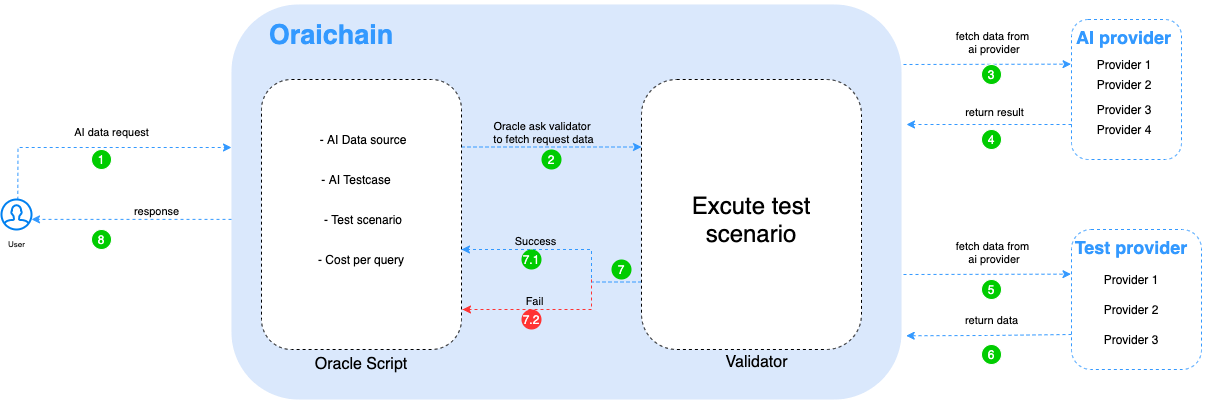 Oraichain
AI data request
1
response
8
User
- AI Data source
- AI Testcase
- Test scenario
- Cost per query
Oracle Script
Oracle ask validator
to fetch request data
2
Success
7.1
7
Fail
7.2
Excute test
scenario
Validator
fetch data from
ai provider
3
return result
4
AI provider
Provider 1
Provider 2
Provider 3
Provider 4
fetch data from
ai provider
5
return data
6
Test provider
Provider 1
Provider 2
Provider 3